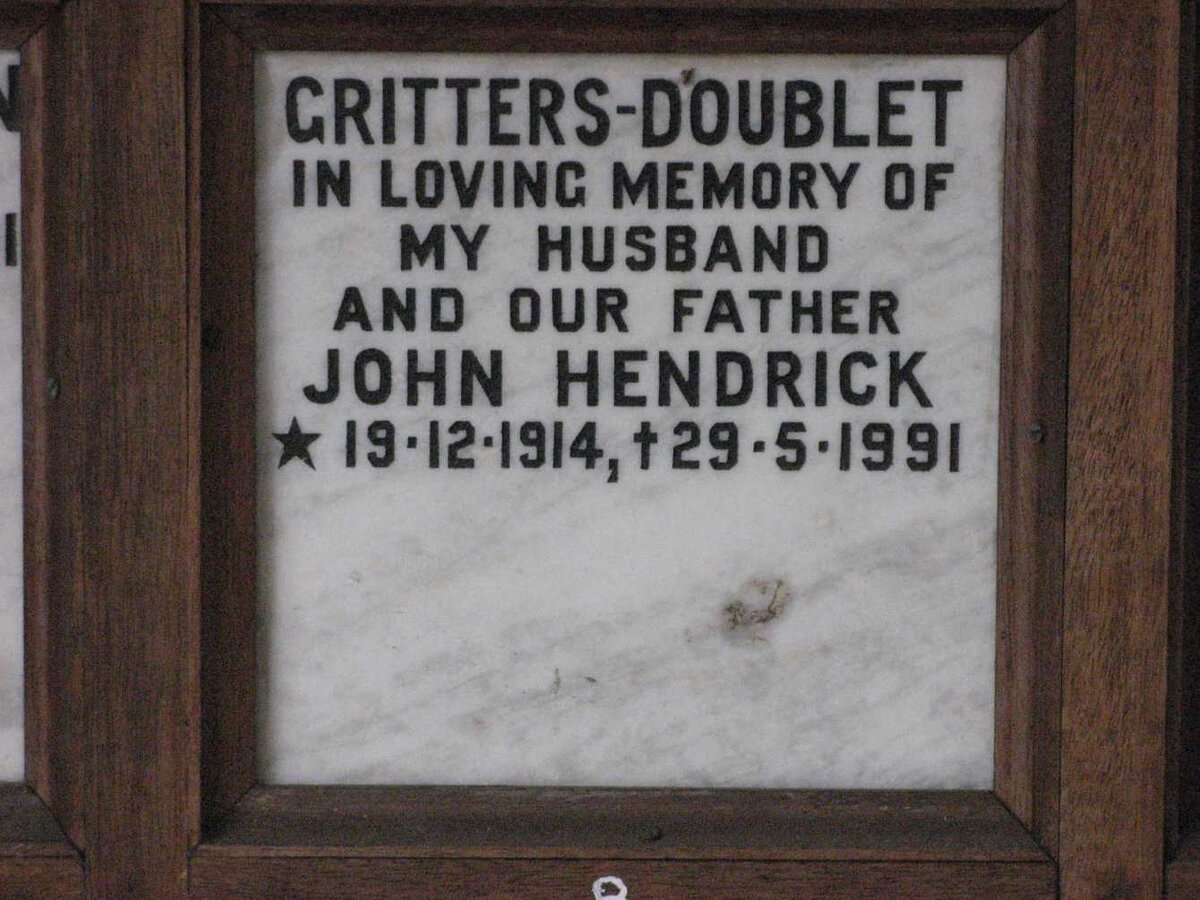 GRITTERS-DOUBLET
IN LOVING MEMORY OF
MY HUSBAND
AND OUR FATHER
JOHN HENDRICK
★ 19·12·1914, † 29·5·1991